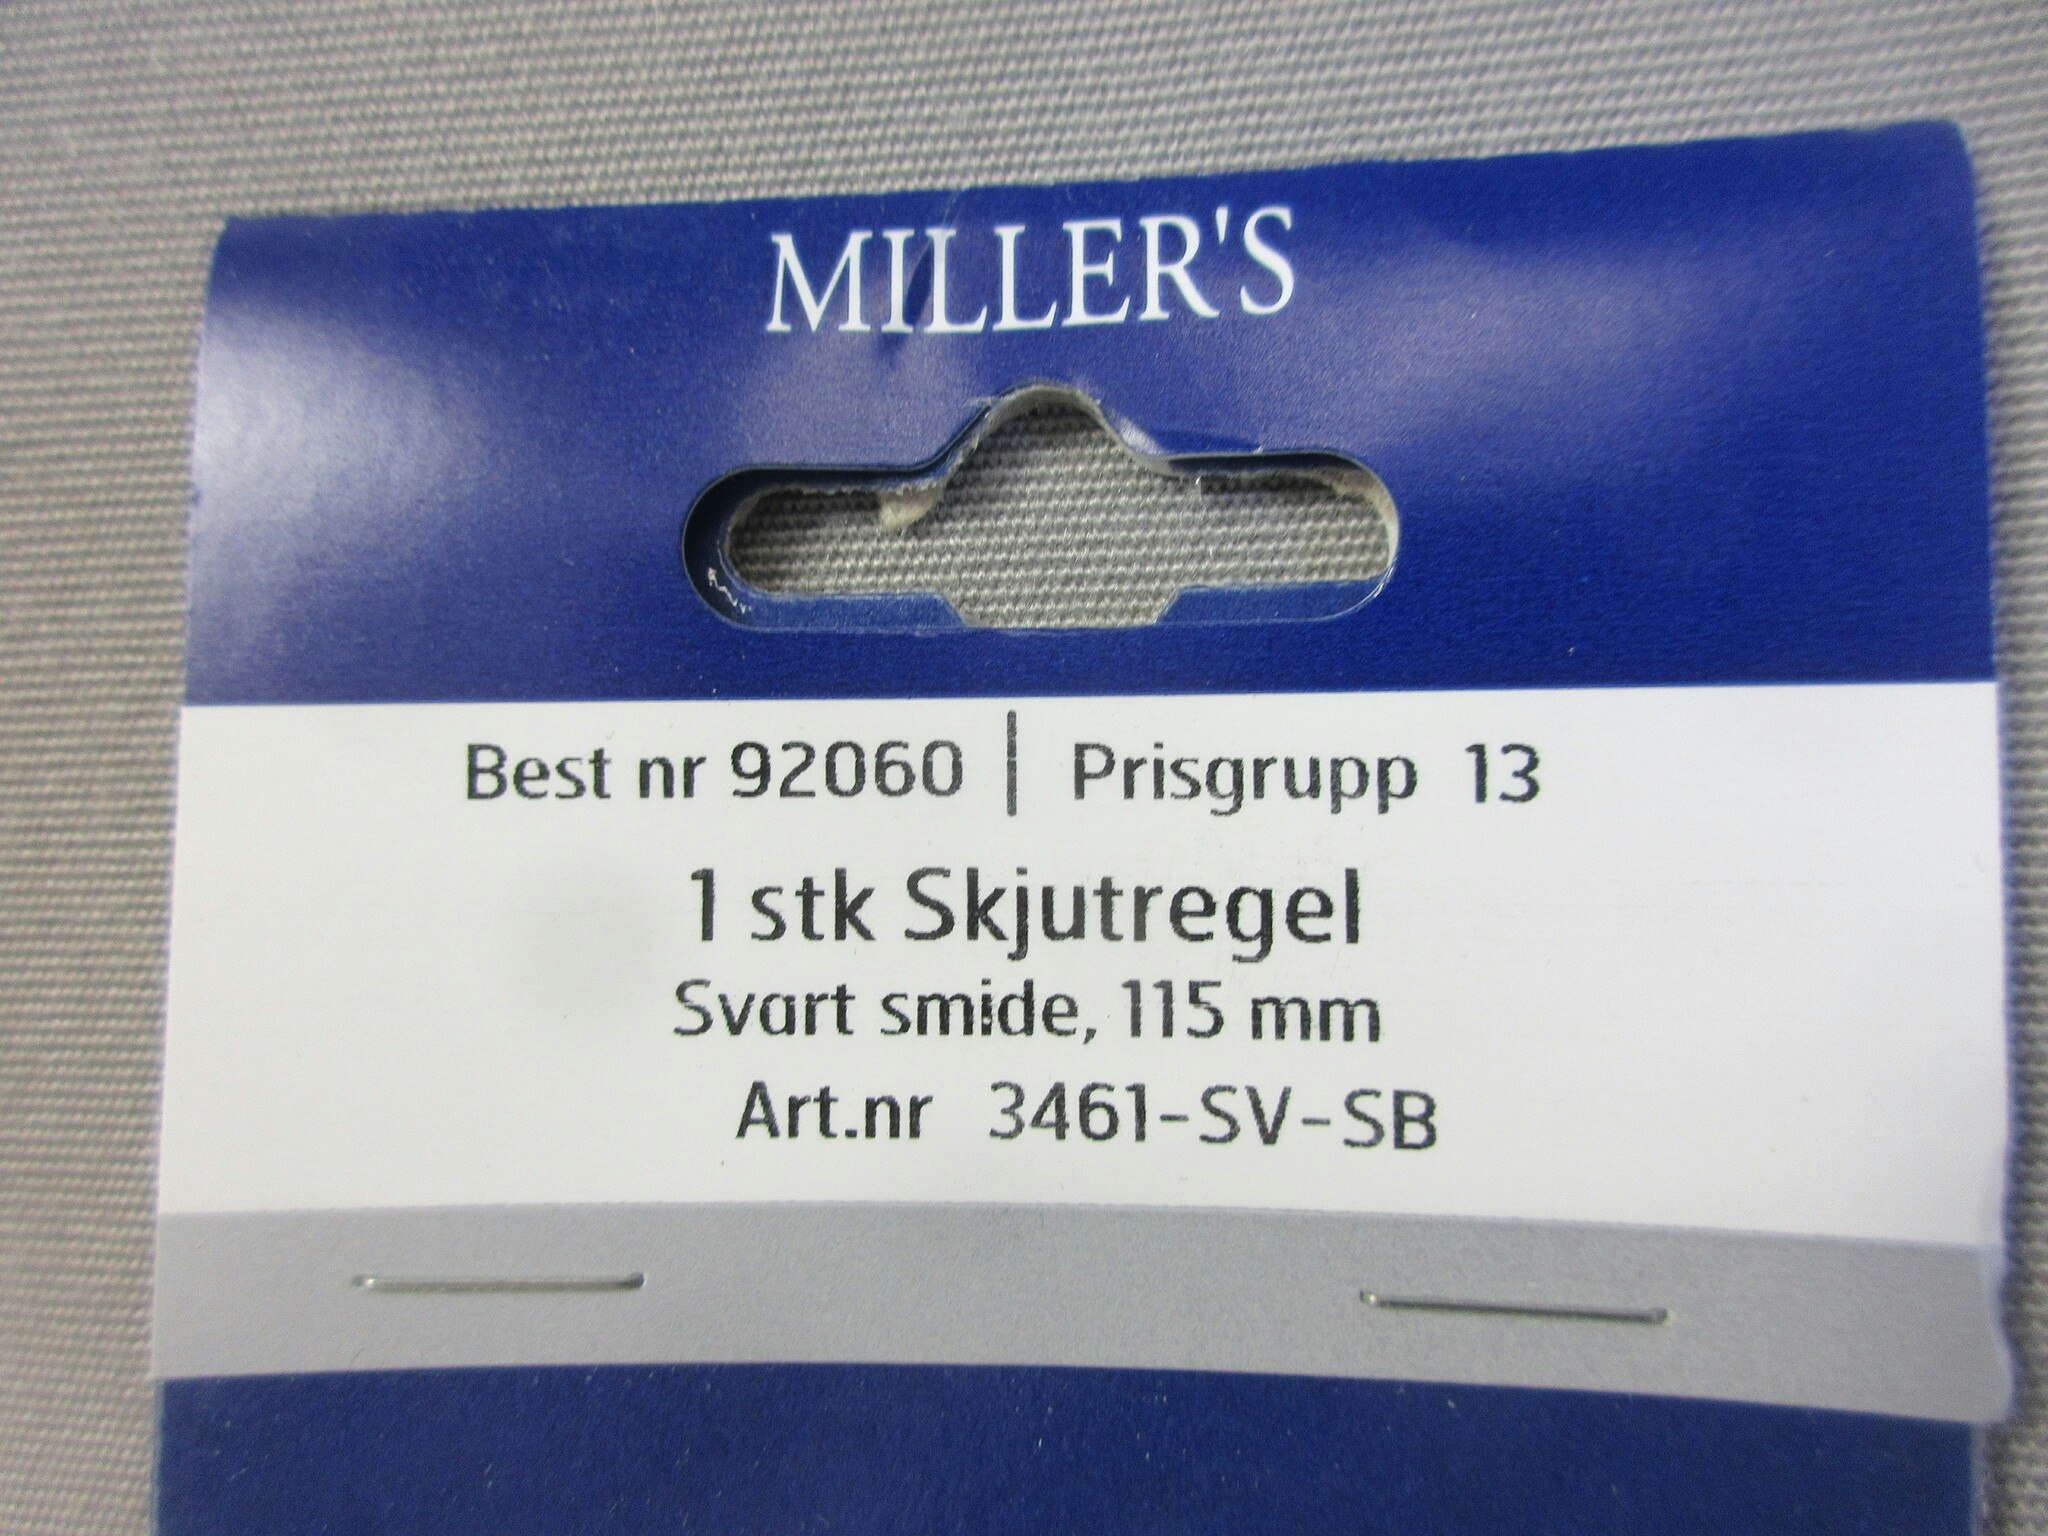 MILLER'S
Best nr 92060 | Prisgrupp 13
1 stk Skjutregel
Svart smide, 115 mm
Art.nr 3461-SV-SB